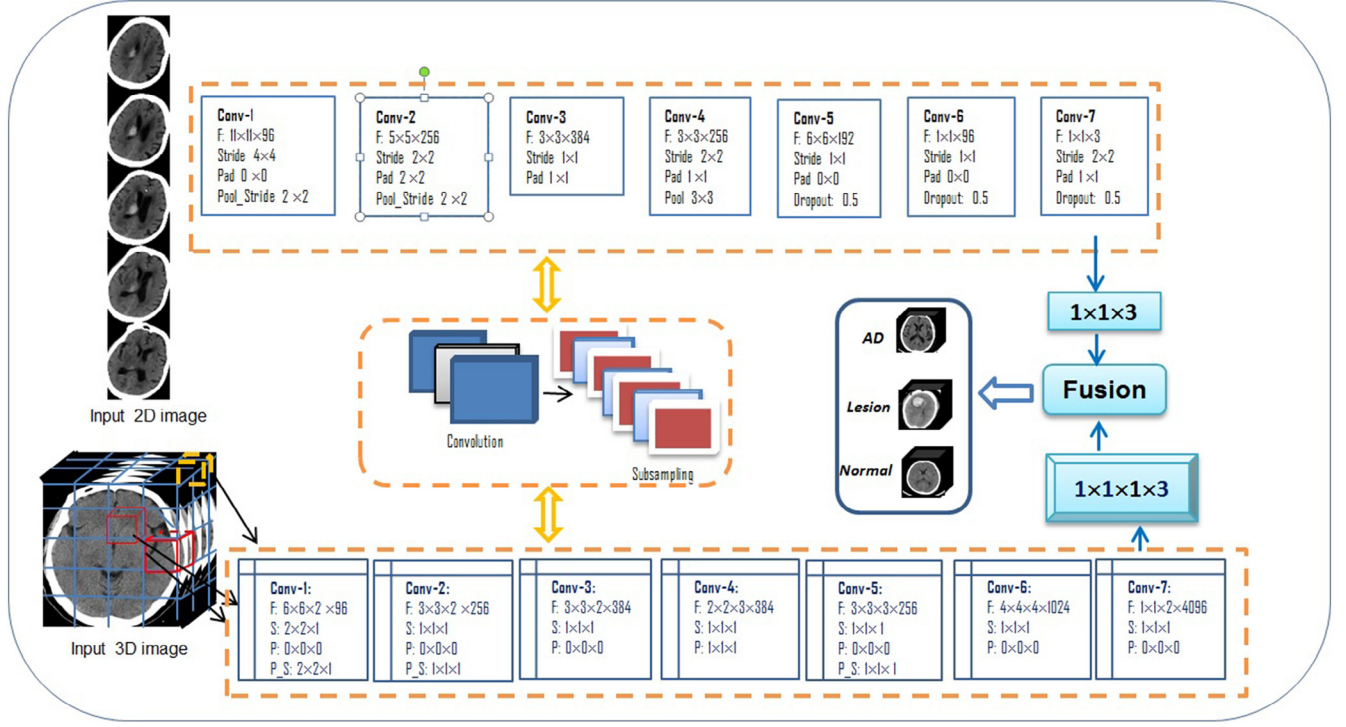 Conv-1
F: 11×11×96
Stride 4×4
Pad 0 ×0
Pool_Stride 2 ×2
Conv-2
F: 5×5×256
Stride 2×2
Pad 2 ×2
Pool_Stride 2 ×2
Conv-3
F: 3×3×384
Stride 1×1
Pad 1×1
Conv-4
F: 3×3×256
Stride 2×2
Pad 1×1
Pool 3×3
Conv-5
F: 6×6×192
Stride 1×1
Pad 0×0
Dropout: 0.5
Conv-6
F: 1×1×96
Stride 1×1
Pad 0×0
Dropout: 0.5
Conv-7
F: 1×1×3
Stride 2×2
Pad 1×1
Dropout: 0.5
Input 2D image
Convolution
Subsampling
AD
Lesion
Normal
1×1×3
Fusion
1×1×1×3
Input 3D image
Conv-1:
F: 6×6×2 ×96
S: 2×2×1
P: 0×0×0
P_S: 2×2×1
Conv-2:
F: 3×3×2 ×256
S: 1×1×1
P: 0×0×0
P_S: 1×1×1
Conv-3:
F: 3×3×2×384
S: 1×1×1
P: 0×0×0
Conv-4:
F: 2×2×3×384
S: 1×1×1
P: 1×1×1
Conv-5:
F: 3×3×3×256
S: 1×1× 1
P: 0×0×0
P_S: 1×1× 1
Conv-6:
F: 4×4×4×1024
S: 1×1×1
P: 0×0×0
Conv-7:
F: 1×1×2×4096
S: 1×1×1
P: 0×0×0